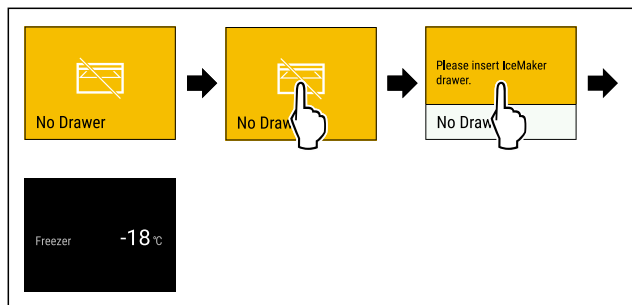 No Drawer
No Draw
Please insert IceMaker
drawer.
No Draw
Freezer -18 °C